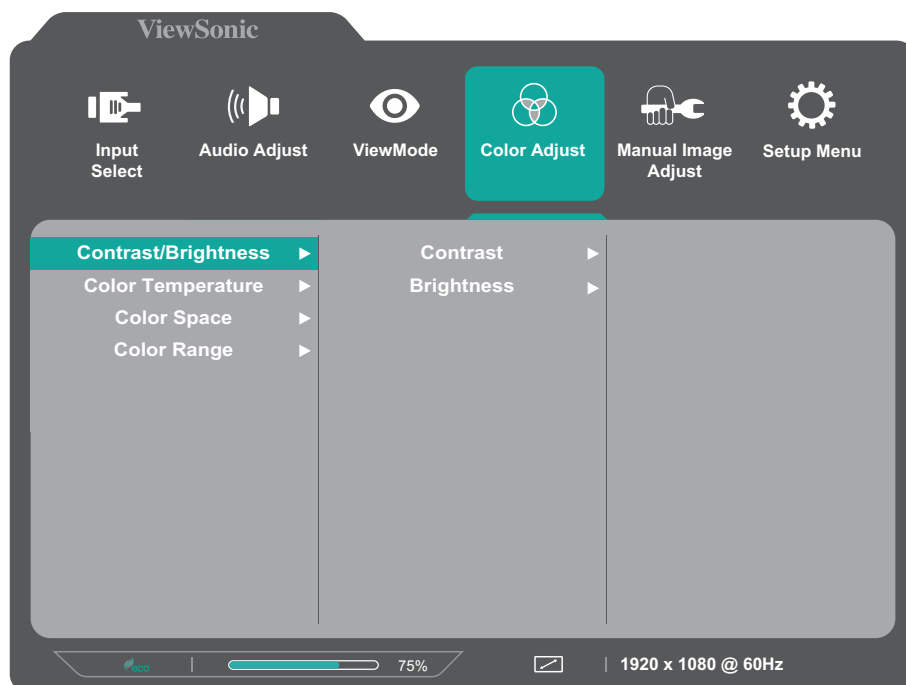 ViewSonic
Input
Select
Audio Adjust
ViewMode
Color Adjust
Manual Image
Adjust
Setup Menu
Contrast/Brightness
Color Temperature
Color Space
Color Range
Contrast
Brightness
ECO
75%
1920 x 1080 @ 60Hz